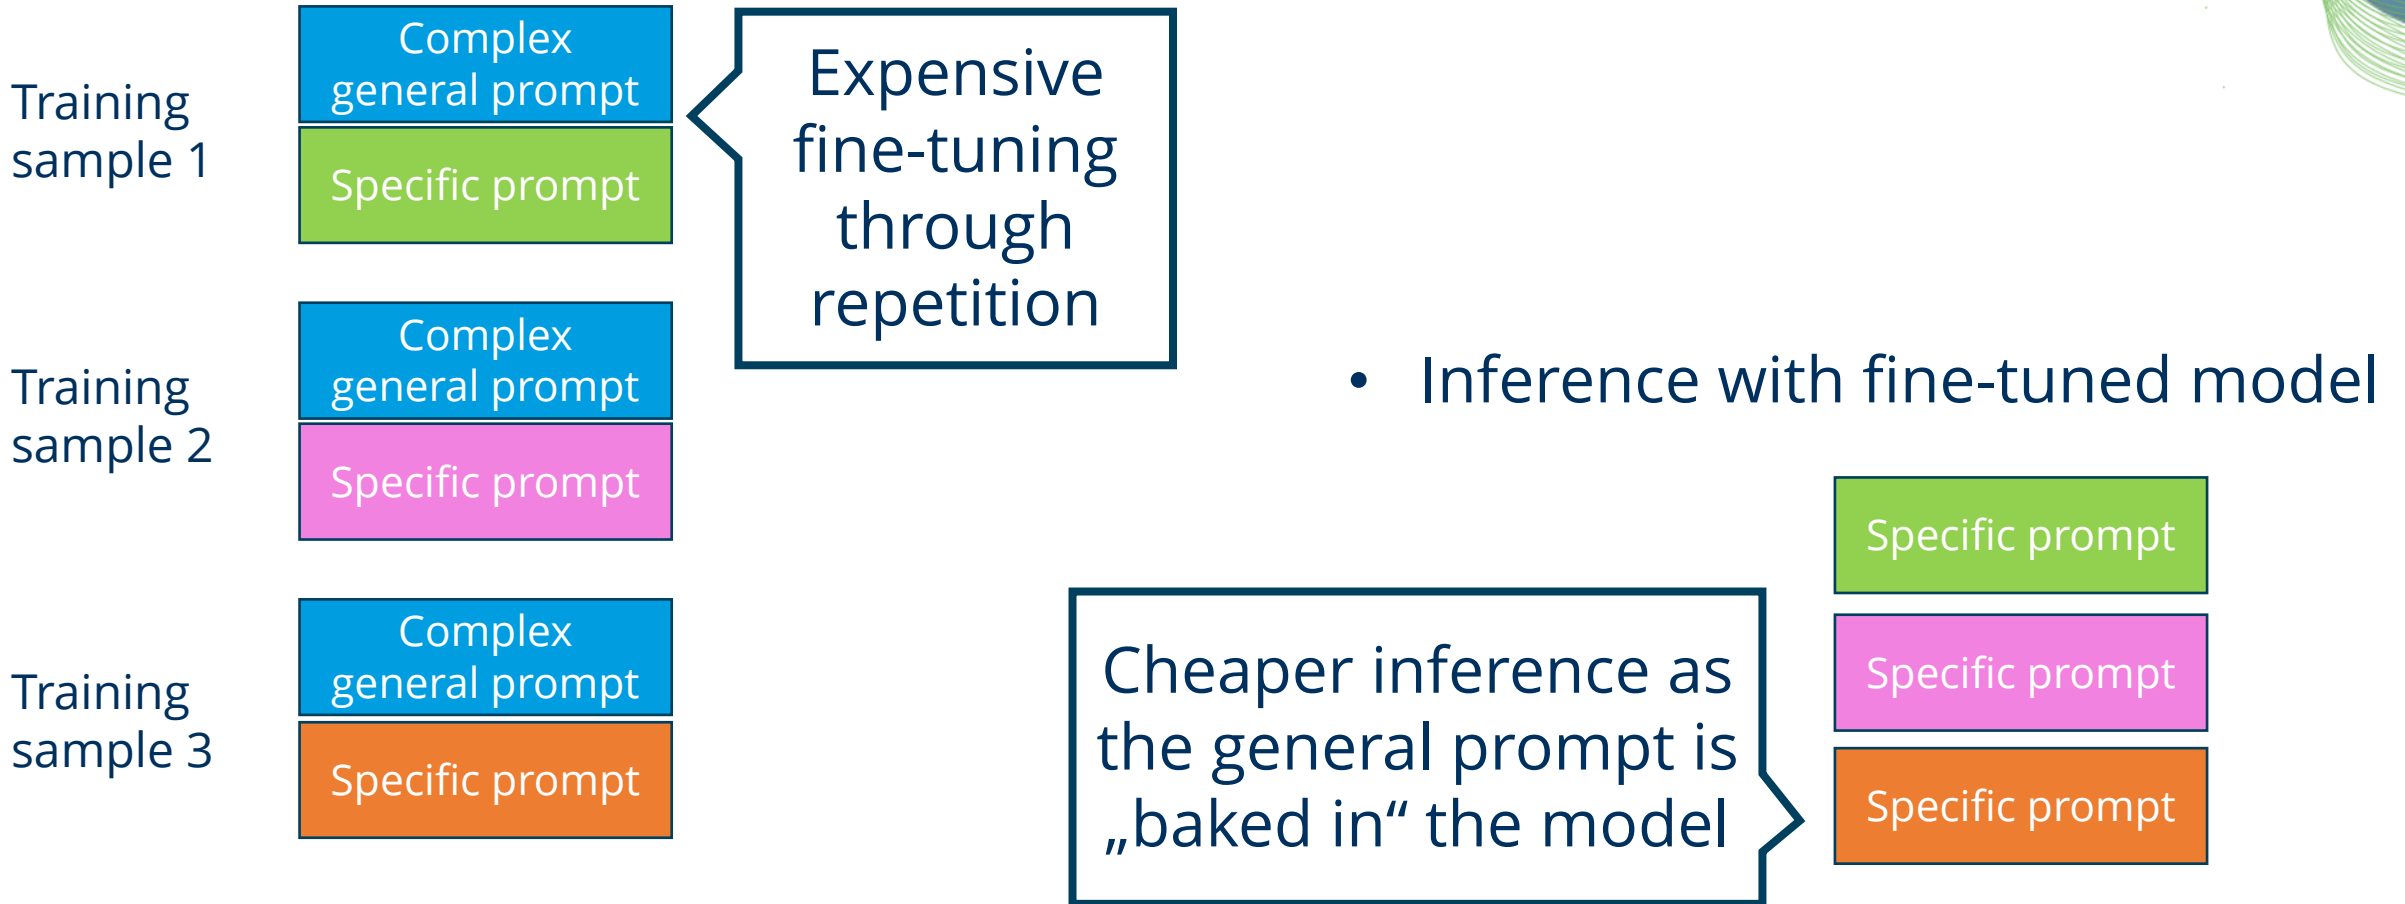 Training
sample 1
Complex
general prompt
Specific prompt
Expensive
fine-tuning
through
repetition
Training
sample 2
Complex
general prompt
Specific prompt
Training
sample 3
Complex
general prompt
Specific prompt
• Inference with fine-tuned model
Cheaper inference as
the general prompt is
„baked in“ the model
Specific prompt
Specific prompt
Specific prompt